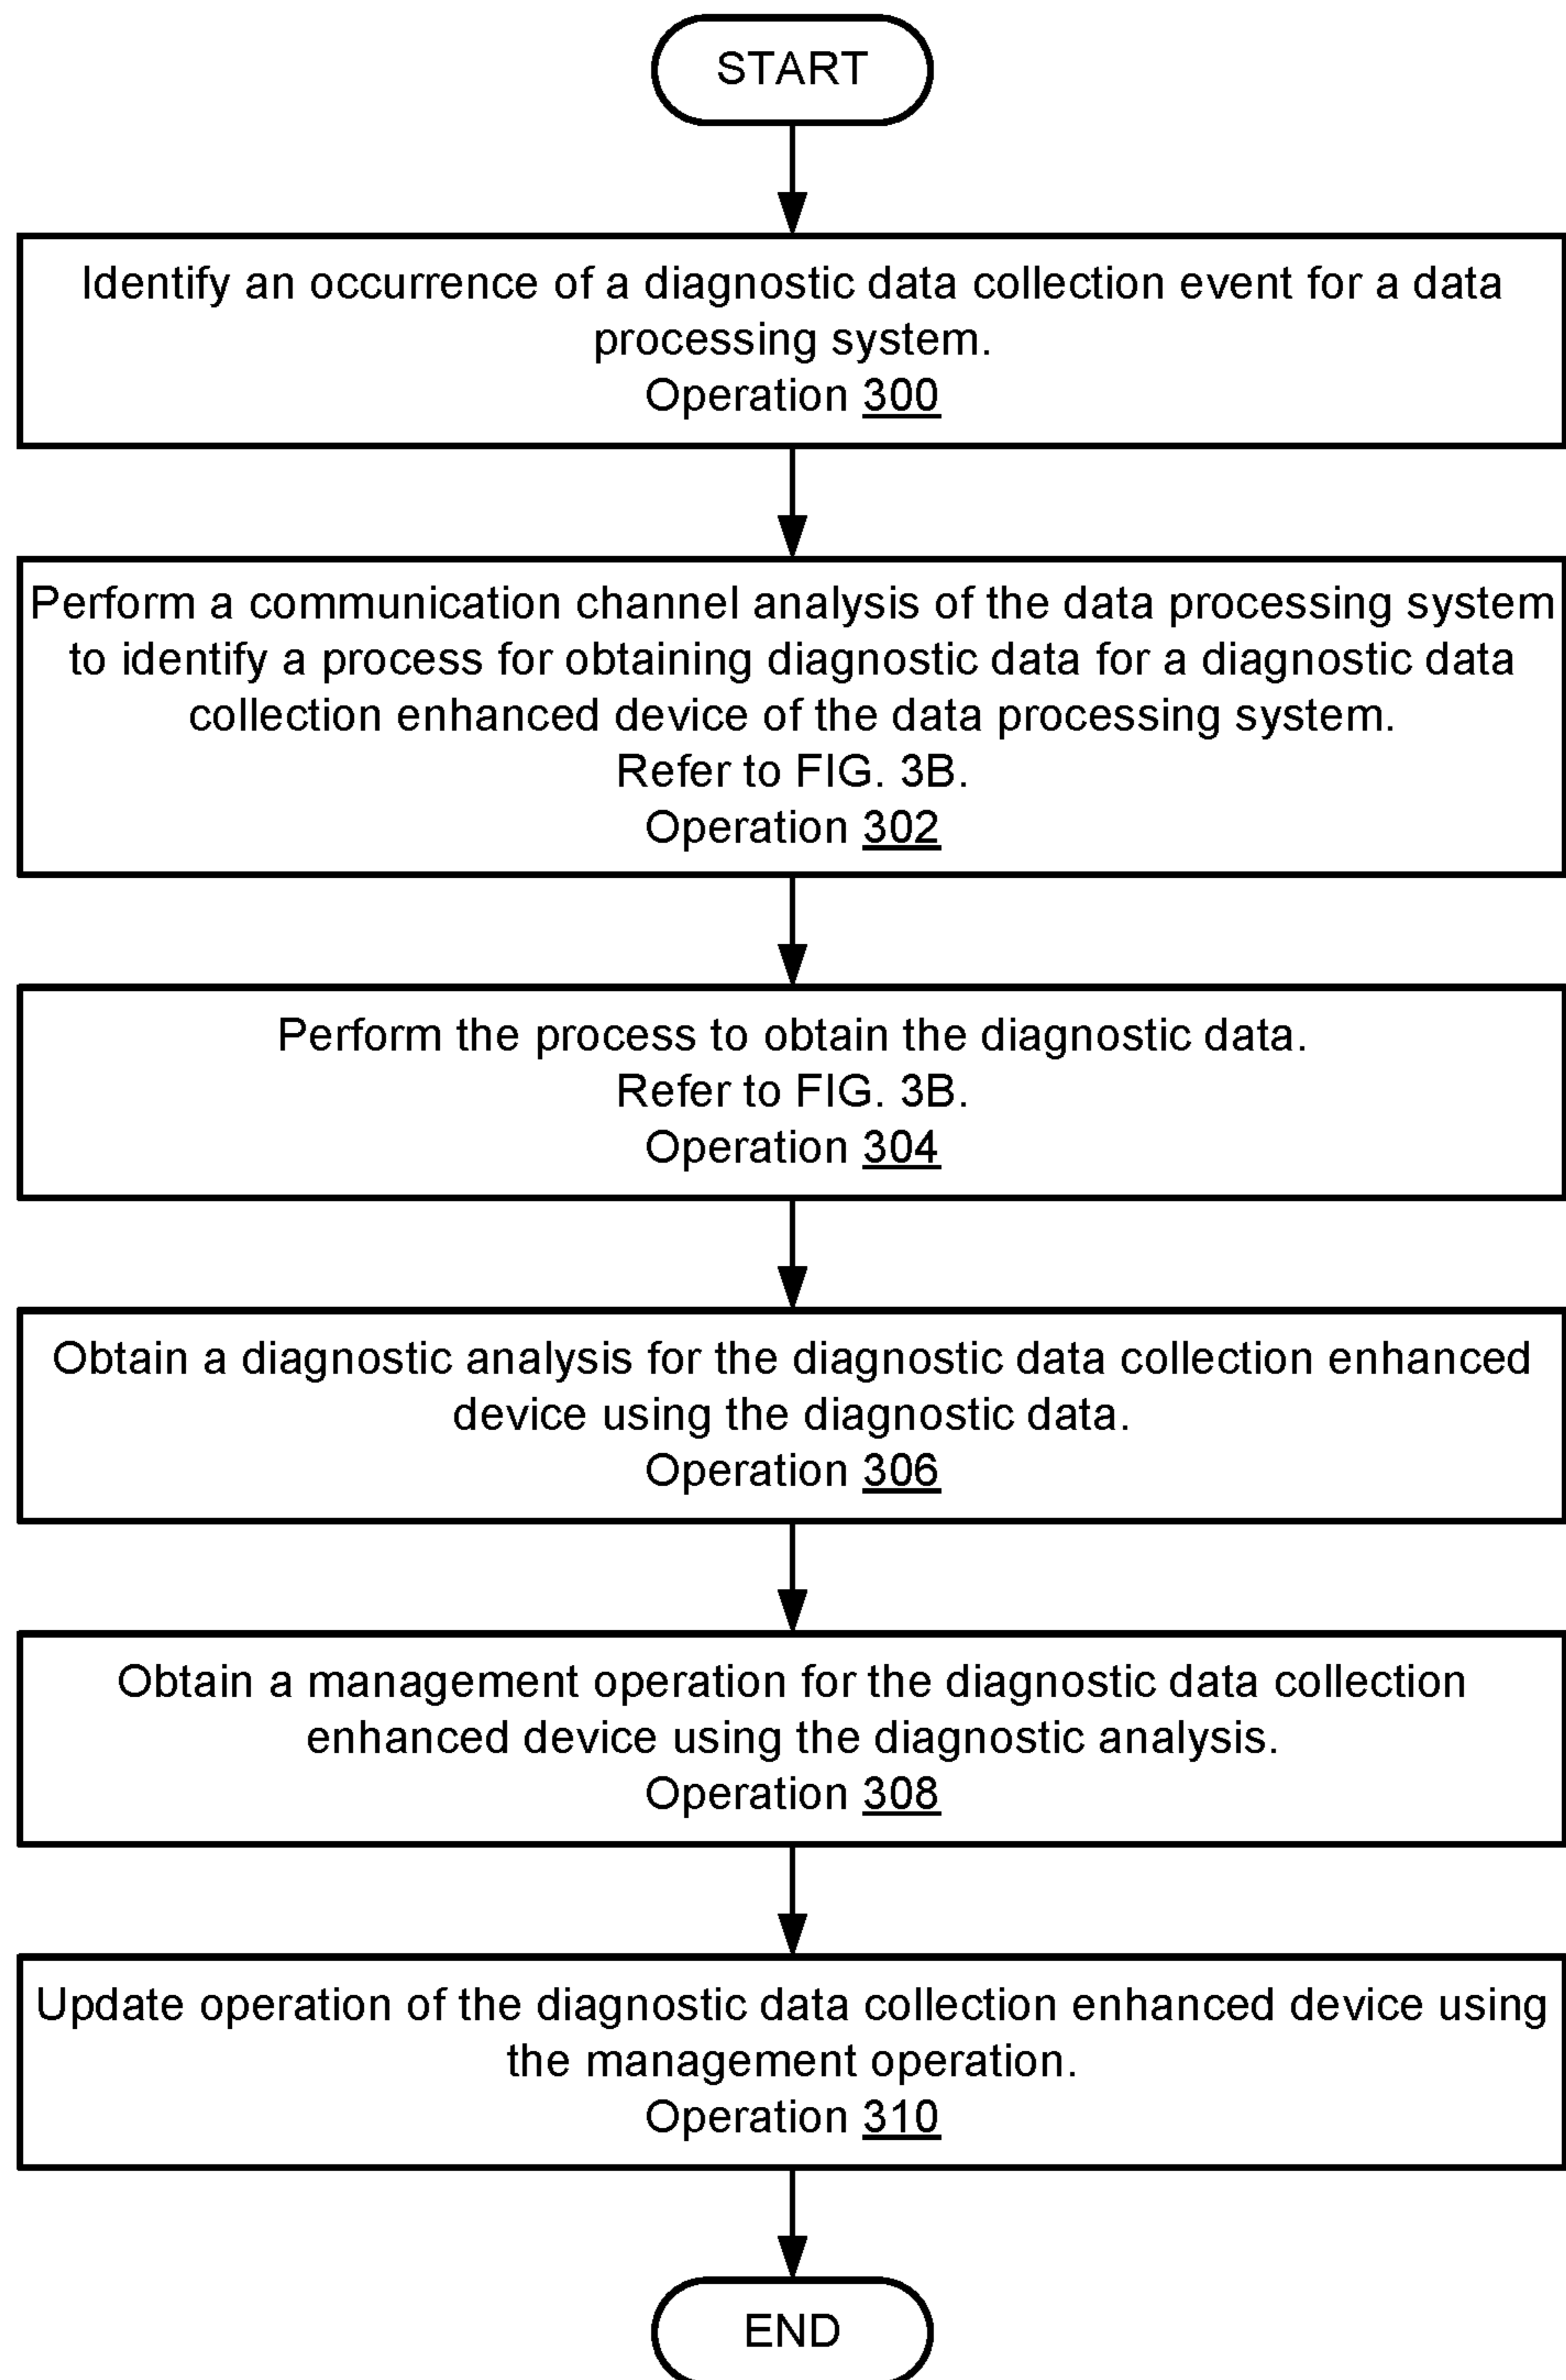 START
Identify an occurrence of a diagnostic data collection event for a data
processing system.
Operation 300
Perform a communication channel analysis of the data processing system
to identify a process for obtaining diagnostic data for a diagnostic data
collection enhanced device of the data processing system.
Refer to FIG. 3B.
Operation 302
Perform the process to obtain the diagnostic data.
Refer to FIG. 3B.
Operation 304
Obtain a diagnostic analysis for the diagnostic data collection enhanced
device using the diagnostic data.
Operation 306
Obtain a management operation for the diagnostic data collection
enhanced device using the diagnostic analysis.
Operation 308
Update operation of the diagnostic data collection enhanced device using
the management operation.
Operation 310
END